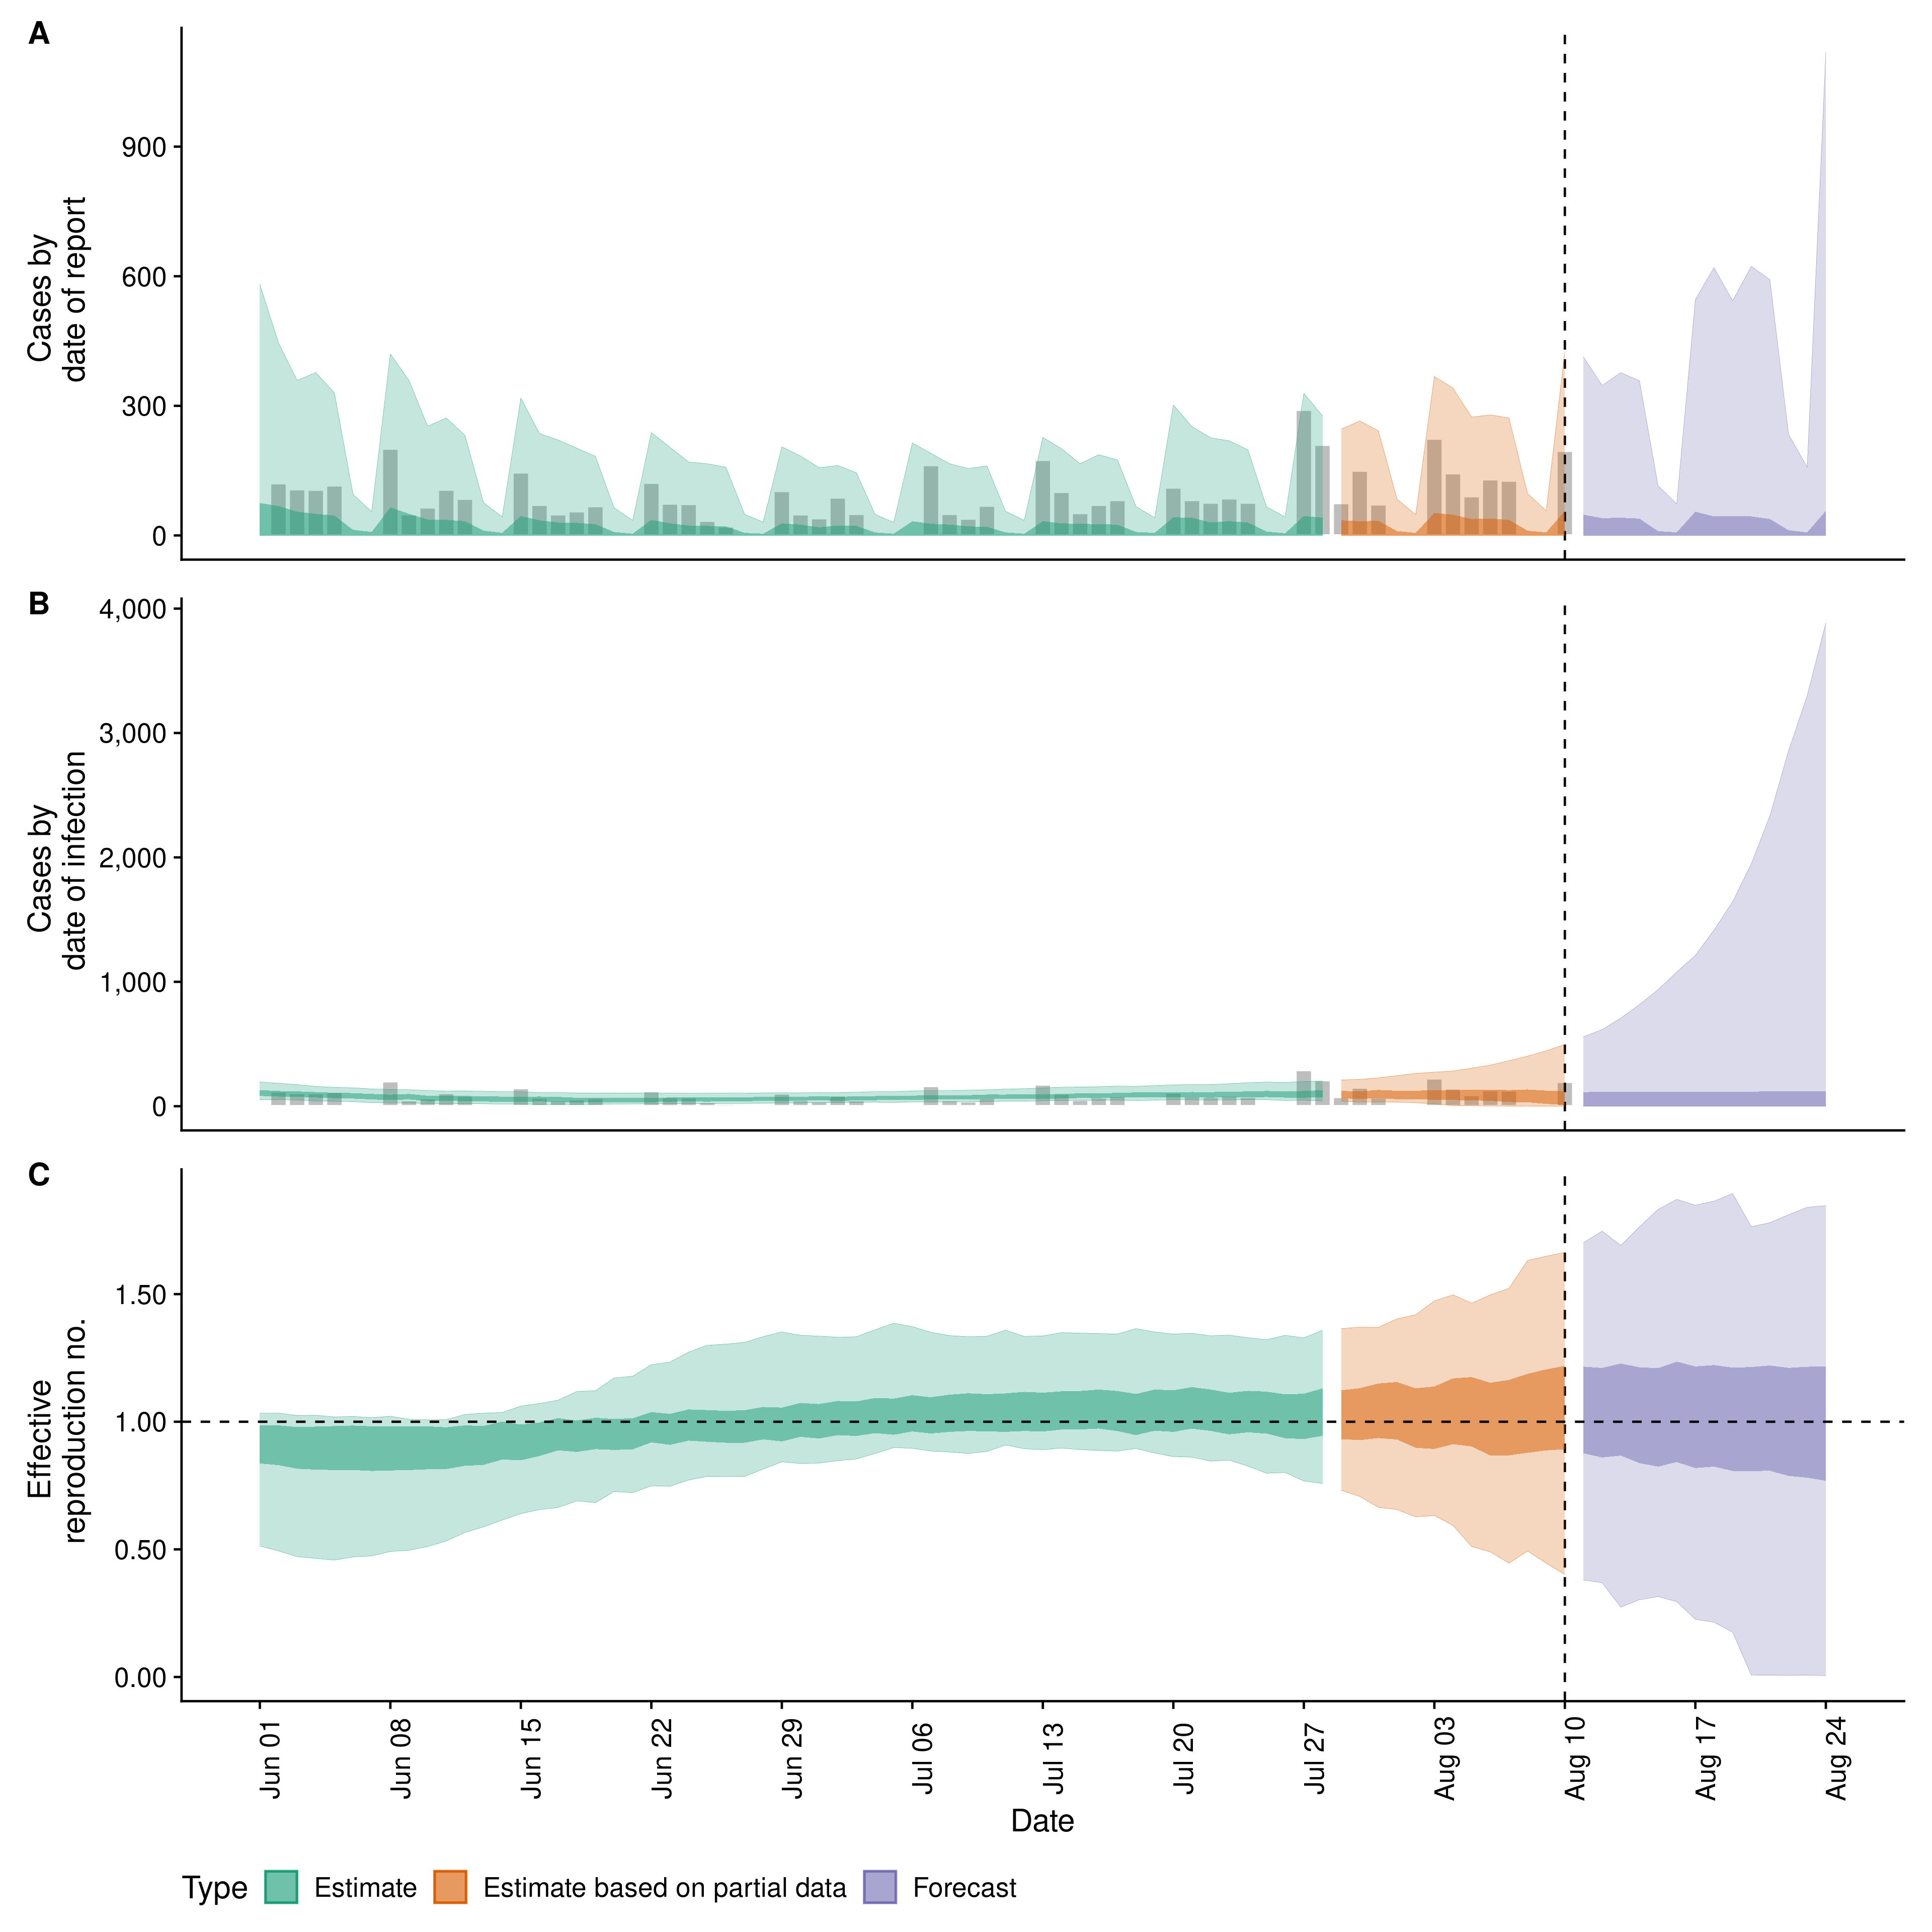 A
Cases by
date of report
900
600
300
0
B
Cases by
date of infection
4,000
3,000
2,000
1,000
0
C
Effective
reproduction no.
1.50
1.00
0.50
0.00
Jun 01
Jun 08
Jun 15
Jun 22
Jun 29
Jul 06
Jul 13
Jul 20
Jul 27
Aug 03
Aug 10
Aug 17
Aug 24
Date
Type Estimate Estimate based on partial data Forecast